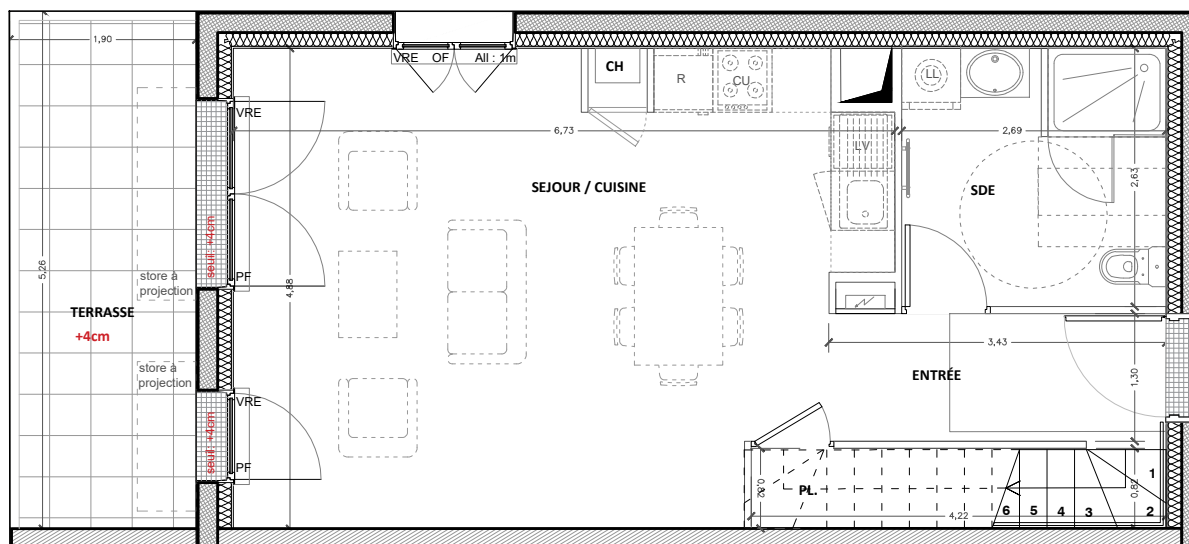 1,90
VRE OF All : 1m
CH
R
CU
LL
VRE
6,73
2,69
LV
SEJOUR / CUISINE
SDE
2,63
seuil: +4cm
5,26
PF
4,88
store à
projection
TERRASSE
+4cm
3,43
store à
projection
ENTRÉE
1,30
VRE
seuil: +4cm
PF
PL.
0,82
0,82
1
2
3
4
5
6
4,22